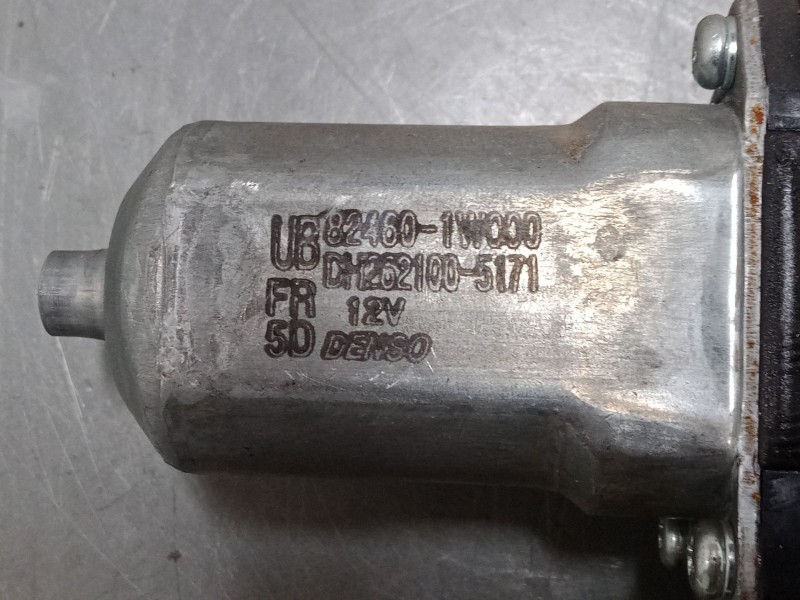 UB 82460-1W000
DH262100-5171
FR 12V
5D DENSO